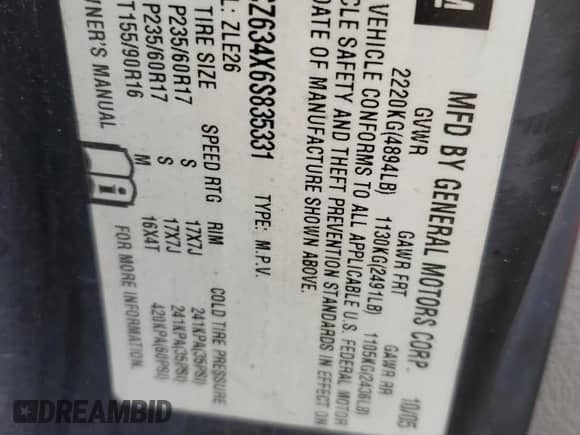 GM
MFD BY GENERAL MOTORS CORP. 10/05
GVWR GAWR FRT GAWR RR
2220KG(4894LB) 1130KG(2491LB) 1105KG(2436LB)
VEHICLE CONFORMS TO ALL APPLICABLE U.S. FEDERAL MOTOR
CLE SAFETY AND THEFT PREVENTION STANDARDS IN EFFECT ON
DATE OF MANUFACTURE SHOWN ABOVE.
Z634X6S835331 TYPE: M.P.V.
L: ZLE26
TIRE SIZE SPEED RTG RIM COLD TIRE PRESSURE
P235/60R17 S 17X7J 241KPA(35PSI)
P235/60R17 S 17X7J 241KPA(35PSI)
T155/90R16 M 16X4T 420KPA(60PSI)
NER'S MANUAL FOR MORE INFORMATION.
DREAMBID